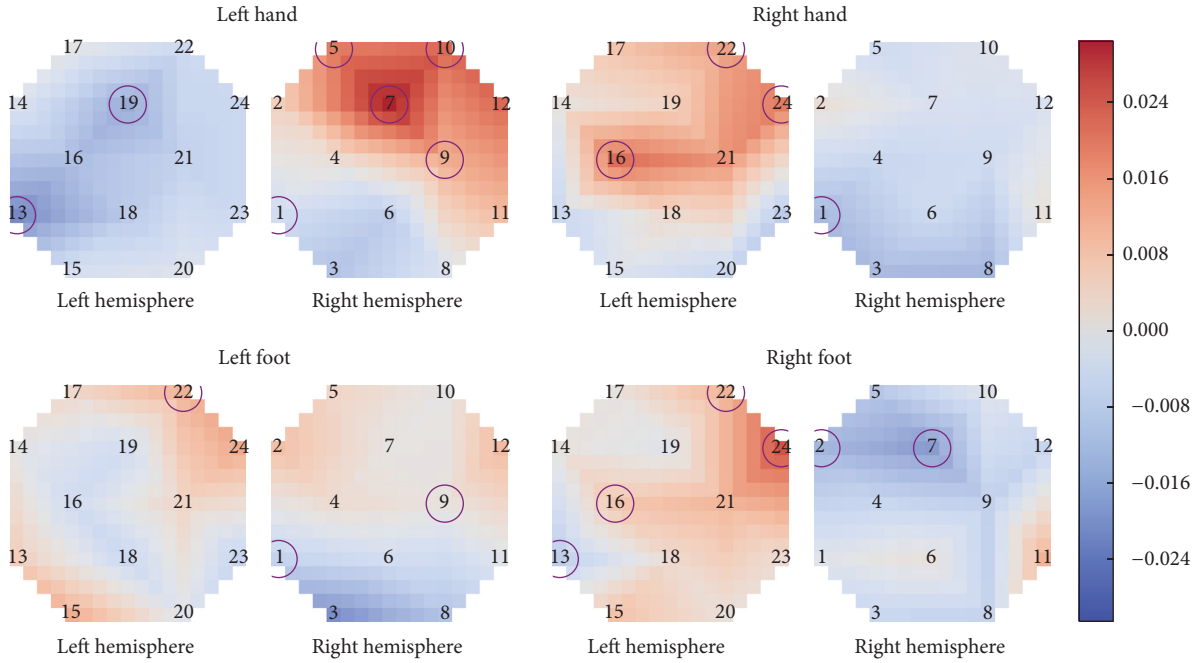 Left hand
Right hand
17 22 5 10 17 22 5 10
14 19 24 2 7 12 14 19 24 2 7 12
16 21 4 9 16 21 4 9
13 18 23 1 6 11 13 18 23 1 6 11
15 20 3 8 15 20 3 8
Left hemisphere Right hemisphere Left hemisphere Right hemisphere
Left foot
Right foot
17 22 5 10 17 22 5 10
14 19 24 2 7 12 14 19 24 2 7 12
16 21 4 9 16 21 4 9
13 18 23 1 6 11 13 18 23 1 6 11
15 20 3 8 15 20 3 8
Left hemisphere Right hemisphere Left hemisphere Right hemisphere
0.024
0.016
0.008
0.000
−0.008
−0.016
−0.024